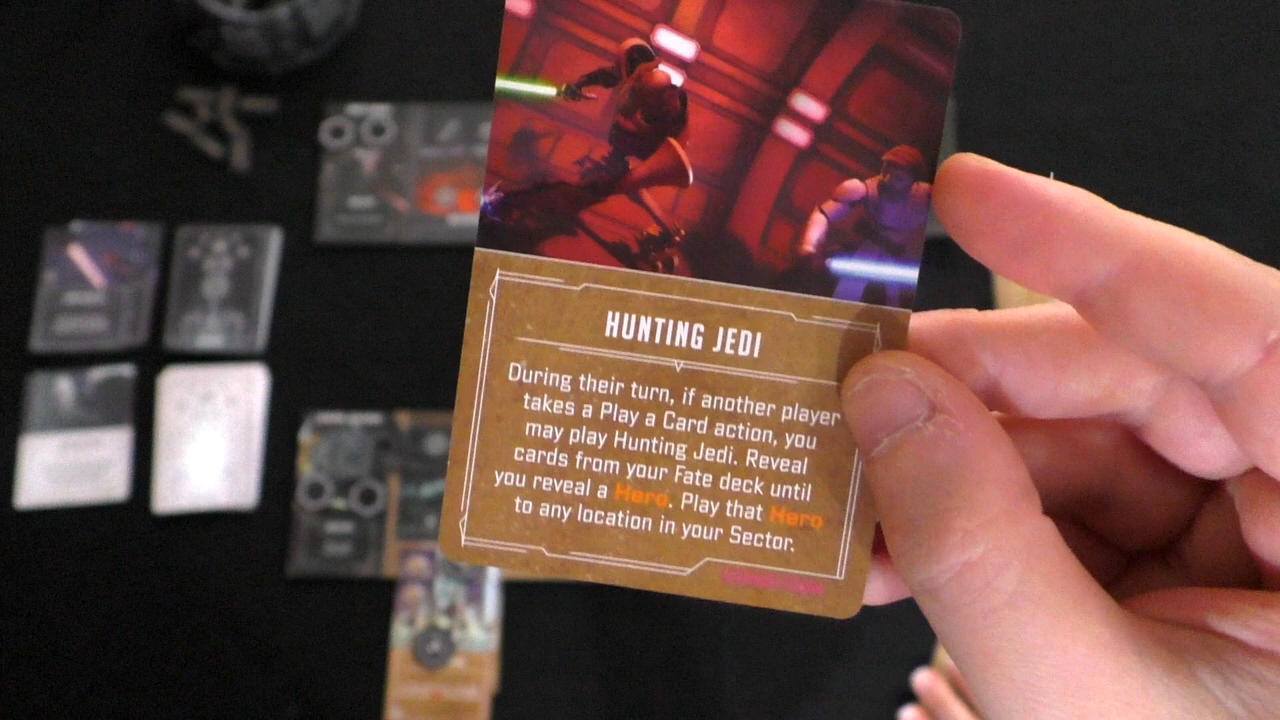 HUNTING JEDI
During their turn, if another player
takes a Play a Card action, you
may play Hunting Jedi. Reveal
cards from your Fate deck until
you reveal a Hero. Play that Hero
to any location in your Sector.